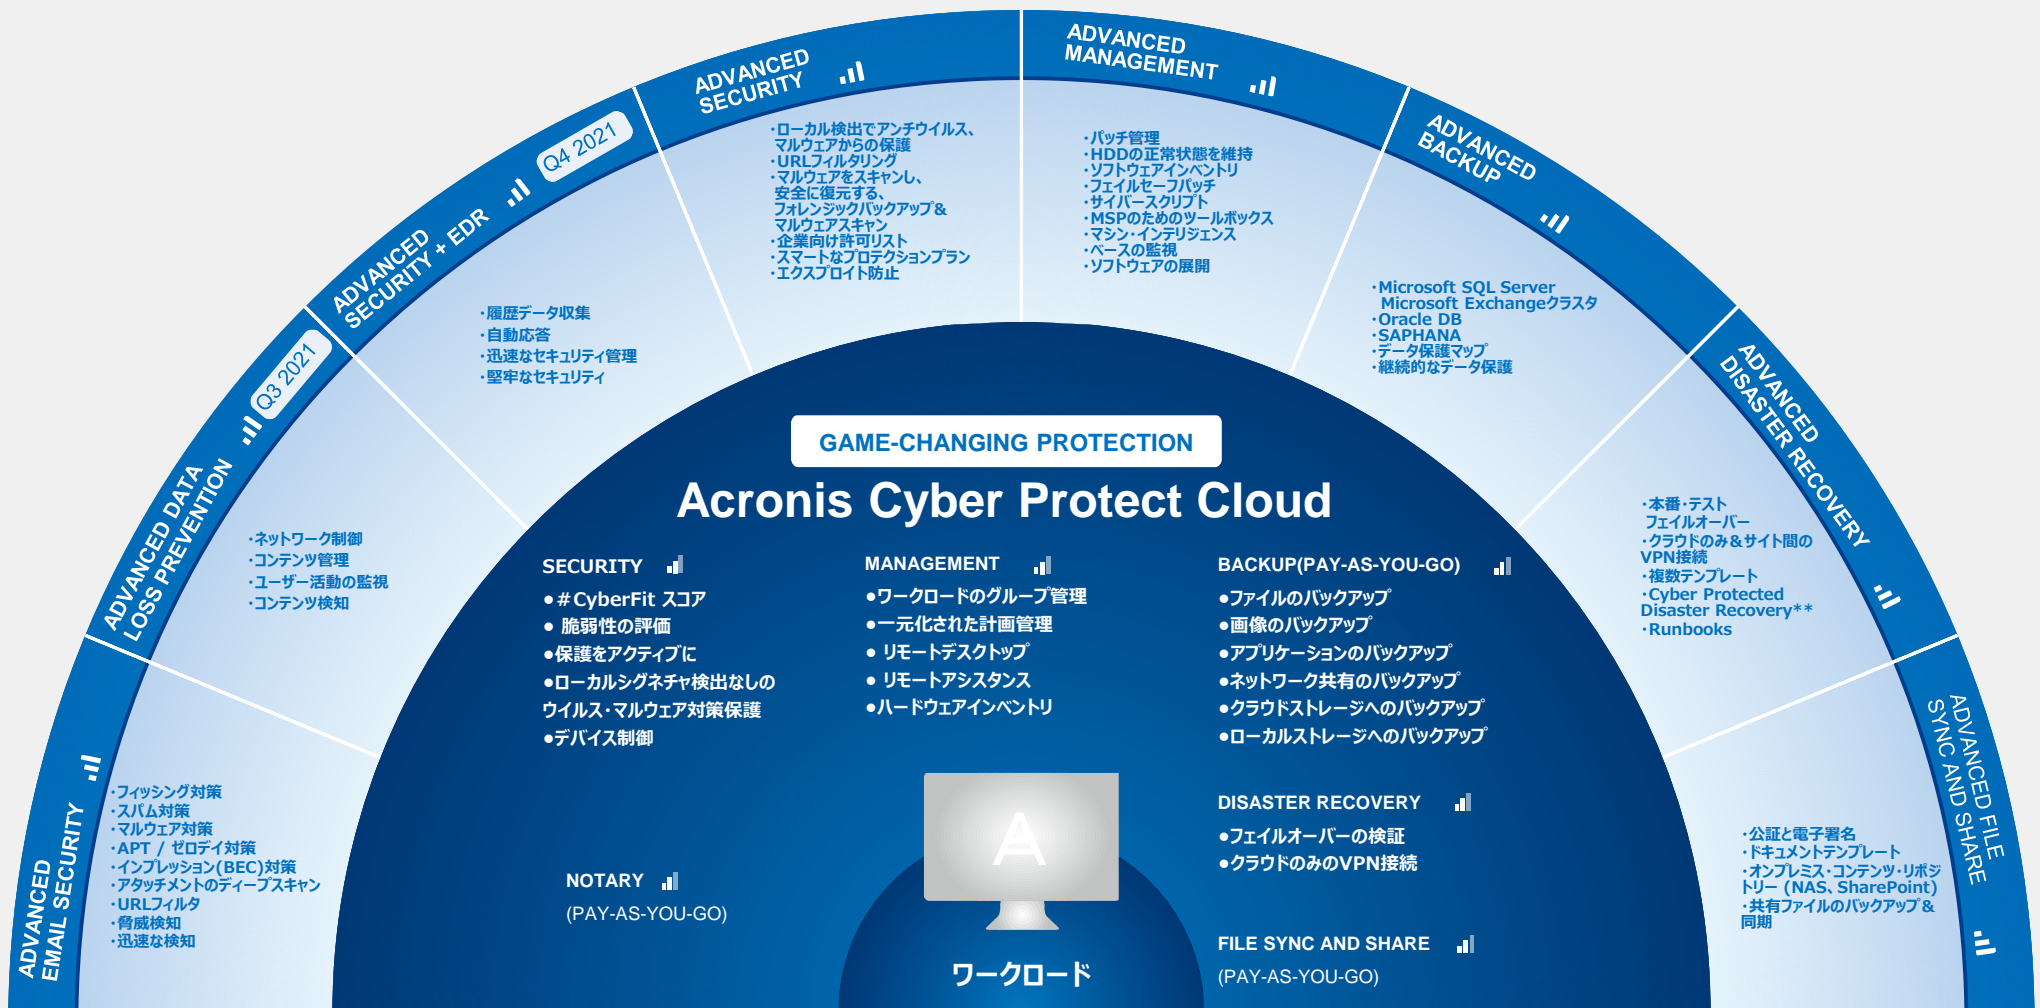 ADVANCED
EMAIL SECURITY
・フィッシング対策
・スパム対策
・マルウェア対策
・APT / ゼロデイ対策
・インプレッション(BEC)対策
・アタッチメントのディープスキャン
・URLフィルタ
・脅威検知
・迅速な検知
ADVANCED DATA
LOSS PREVENTION
Q3 2021
・ネットワーク制御
・コンテンツ管理
・ユーザー活動の監視
・コンテンツ検知
ADVANCED
SECURITY + EDR
Q4 2021
・履歴データ収集
・自動応答
・迅速なセキュリティ管理
・堅牢なセキュリティ
ADVANCED
SECURITY
・ローカル検出でアンチウイルス、
マルウェアからの保護
・URLフィルタリング
・マルウェアをスキャンし、
安全に復元する、
フォレンジックバックアップ&
マルウェアスキャン
・企業向け許可リスト
・スマートなプロテクションプラン
・エクスプロイト防止
ADVANCED
MANAGEMENT
・パッチ管理
・HDDの正常状態を維持
・ソフトウェアインベントリ
・フェイルセーフパッチ
・サイバースクリプト
・MSPのためのツールボックス
・マシン・インテリジェンス
・ベースの監視
・ソフトウェアの展開
ADVANCED
BACKUP
・Microsoft SQL Server
Microsoft Exchangeクラスタ
・Oracle DB
・SAPHANA
・データ保護マップ
・継続的なデータ保護
ADVANCED
DISASTER RECOVERY
・本番・テスト
フェイルオーバー
・クラウドのみ&サイト間の
VPN接続
・複数テンプレート
・Cyber Protected
Disaster Recovery**
・Runbooks
ADVANCED FILE
SYNC AND SHARE
・公証と電子署名
・ドキュメントテンプレート
・オンプレミス・コンテンツ・リポジ
トリー (NAS、SharePoint)
・共有ファイルのバックアップ&
同期
GAME-CHANGING PROTECTION
Acronis Cyber Protect Cloud
SECURITY
●＃CyberFit スコア
● 脆弱性の評価
●保護をアクティブに
●ローカルシグネチャ検出なしの
ウイルス・マルウェア対策保護
●デバイス制御
NOTARY
(PAY-AS-YOU-GO)
MANAGEMENT
●ワークロードのグループ管理
●一元化された計画管理
● リモートデスクトップ
● リモートアシスタンス
●ハードウェアインベントリ
BACKUP(PAY-AS-YOU-GO)
●ファイルのバックアップ
●画像のバックアップ
●アプリケーションのバックアップ
●ネットワーク共有のバックアップ
●クラウドストレージへのバックアップ
●ローカルストレージへのバックアップ
DISASTER RECOVERY
●フェイルオーバーの検証
●クラウドのみのVPN接続
FILE SYNC AND SHARE
(PAY-AS-YOU-GO)
A
ワークロード